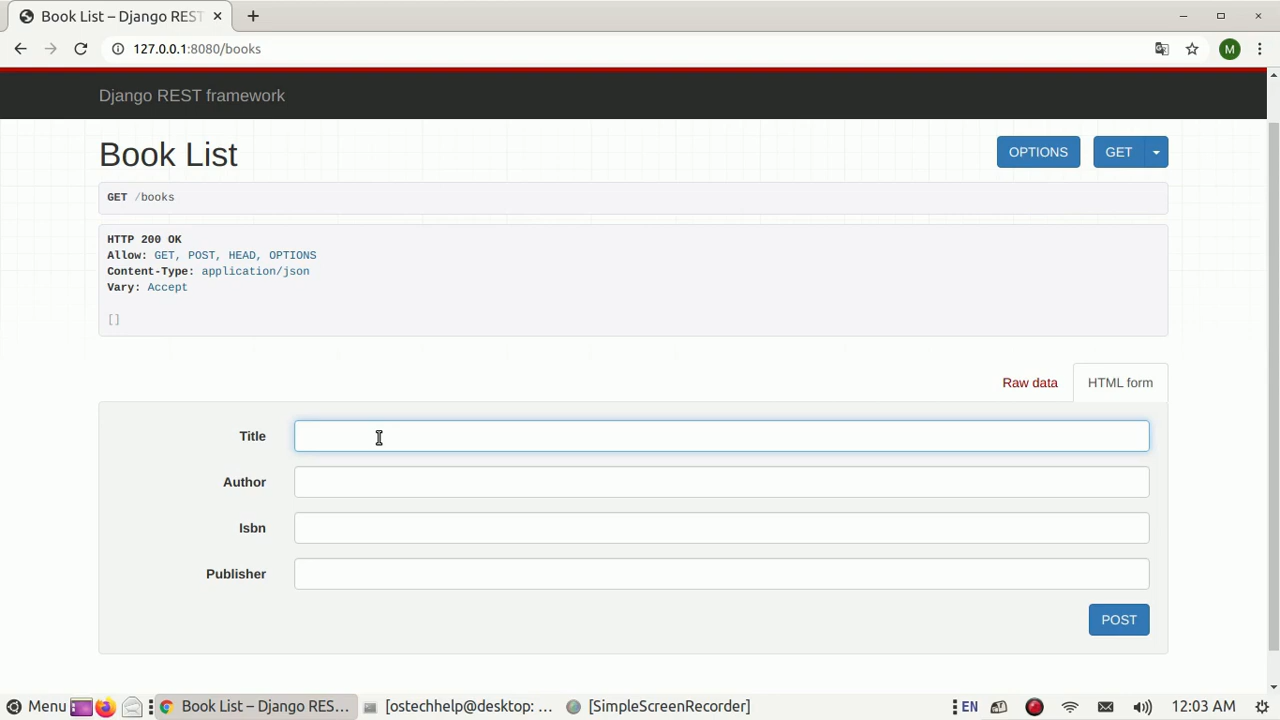 Book List – Django REST
127.0.0.1:8080/books
M
Django REST framework
Book List
OPTIONS
GET
GET /books
HTTP 200 OK
Allow: GET, POST, HEAD, OPTIONS
Content-Type: application/json
Vary: Accept
[]
Raw data
HTML form
Title
Author
Isbn
Publisher
POST
Menu
Book List – Django RES...
[ostechhelp@desktop: ...
[SimpleScreenRecorder]
EN
12:03 AM